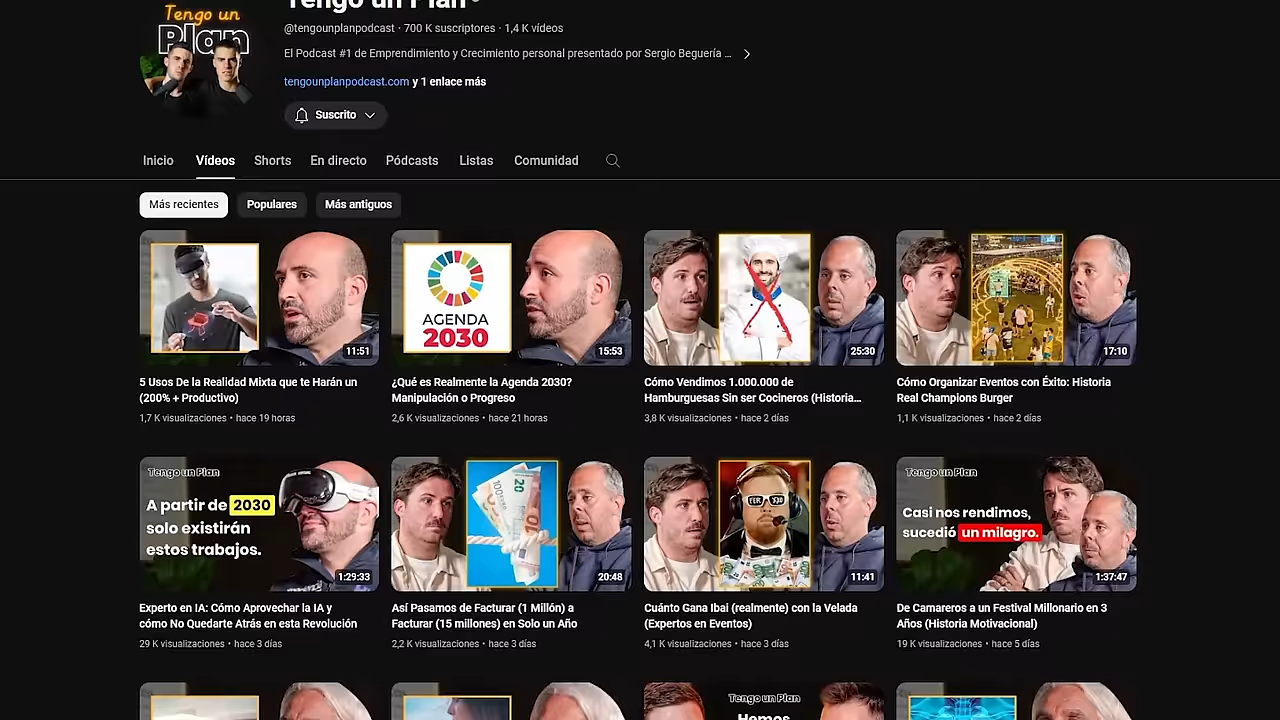 Tengo un
Plan
Tengo un Plan
@tengounplanpodcast · 700 K suscriptores · 1,4 K vídeos
El Podcast #1 de Emprendimiento y Crecimiento personal presentado por Sergio Beguería ...
tengounplanpodcast.com y 1 enlace más
Suscrito
Inicio Vídeos Shorts En directo Pódcasts Listas Comunidad
Más recientes Populares Más antiguos
11:51
AGENDA
2030
15:53
25:30
17:10
5 Usos De la Realidad Mixta que te Harán un
(200% + Productivo)
1,7 K visualizaciones • hace 19 horas
¿Qué es Realmente la Agenda 2030?
Manipulación o Progreso
2,6 K visualizaciones • hace 21 horas
Cómo Vendimos 1.000.000 de
Hamburguesas Sin ser Cocineros (Historia...
3,8 K visualizaciones • hace 2 días
Cómo Organizar Eventos con Éxito: Historia
Real Champions Burger
1,1 K visualizaciones • hace 2 días
Tengo un Plan
A partir de 2030
solo existirán
estos trabajos.
1:29:33
100
20
10
20:48
11:41
Tengo un Plan
Casi nos rendimos,
sucedió un milagro.
1:37:47
Experto en IA: Cómo Aprovechar la IA y
cómo No Quedarte Atrás en esta Revolución
29 K visualizaciones • hace 3 días
Así Pasamos de Facturar (1 Millón) a
Facturar (15 millones) en Solo un Año
2,2 K visualizaciones • hace 3 días
Cuánto Gana Ibai (realmente) con la Velada
(Expertos en Eventos)
4,1 K visualizaciones • hace 3 días
De Camareros a un Festival Millonario en 3
Años (Historia Motivacional)
19 K visualizaciones • hace 5 días
Tengo un Plan
Hemos